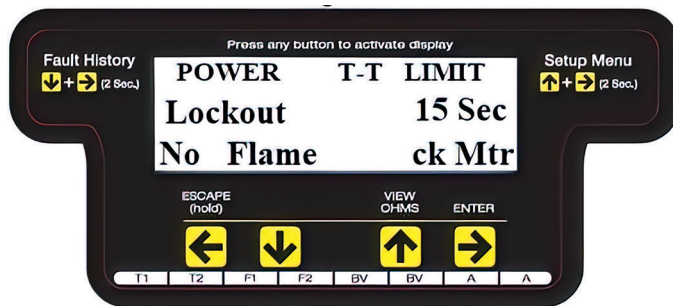 Press any button to activate display
Fault History
+ (2 Sec.)
Setup Menu
+ (2 Sec.)
POWER T-T LIMIT
Lockout 15 Sec
No Flame ck Mtr
ESCAPE
(hold)
VIEW
OHMS
ENTER
T1 T2 F1 F2 BV BV A A